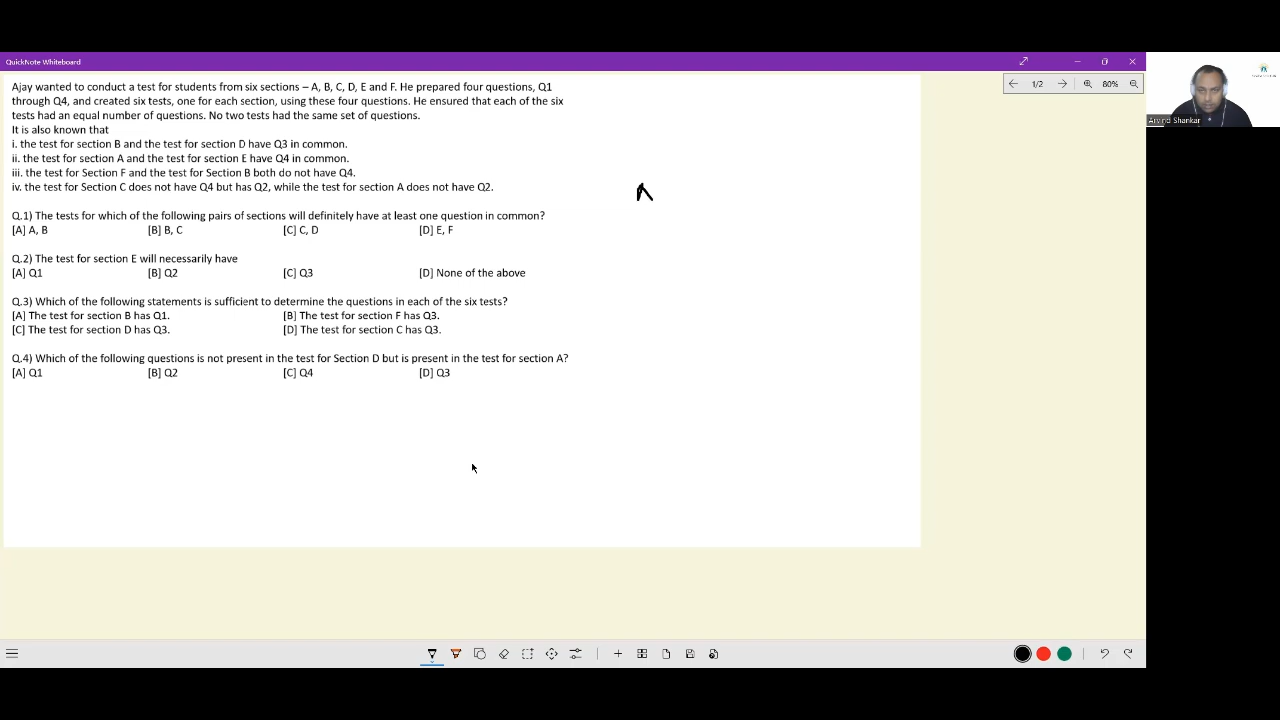 QuickNote Whiteboard
1/2
80%
Ajay wanted to conduct a test for students from six sections – A, B, C, D, E and F. He prepared four questions, Q1
through Q4, and created six tests, one for each section, using these four questions. He ensured that each of the six
tests had an equal number of questions. No two tests had the same set of questions.
It is also known that
i. the test for section B and the test for section D have Q3 in common.
ii. the test for section A and the test for section E have Q4 in common.
iii. the test for Section F and the test for Section B both do not have Q4.
iv. the test for Section C does not have Q4 but has Q2, while the test for section A does not have Q2.
Q.1) The tests for which of the following pairs of sections will definitely have at least one question in common?
[A] A, B [B] B, C [C] C, D [D] E, F
Q.2) The test for section E will necessarily have
[A] Q1 [B] Q2 [C] Q3 [D] None of the above
Q.3) Which of the following statements is sufficient to determine the questions in each of the six tests?
[A] The test for section B has Q1. [B] The test for section F has Q3.
[C] The test for section D has Q3. [D] The test for section C has Q3.
Q.4) Which of the following questions is not present in the test for Section D but is present in the test for section A?
[A] Q1 [B] Q2 [C] Q4 [D] Q3
Arvind Shankar